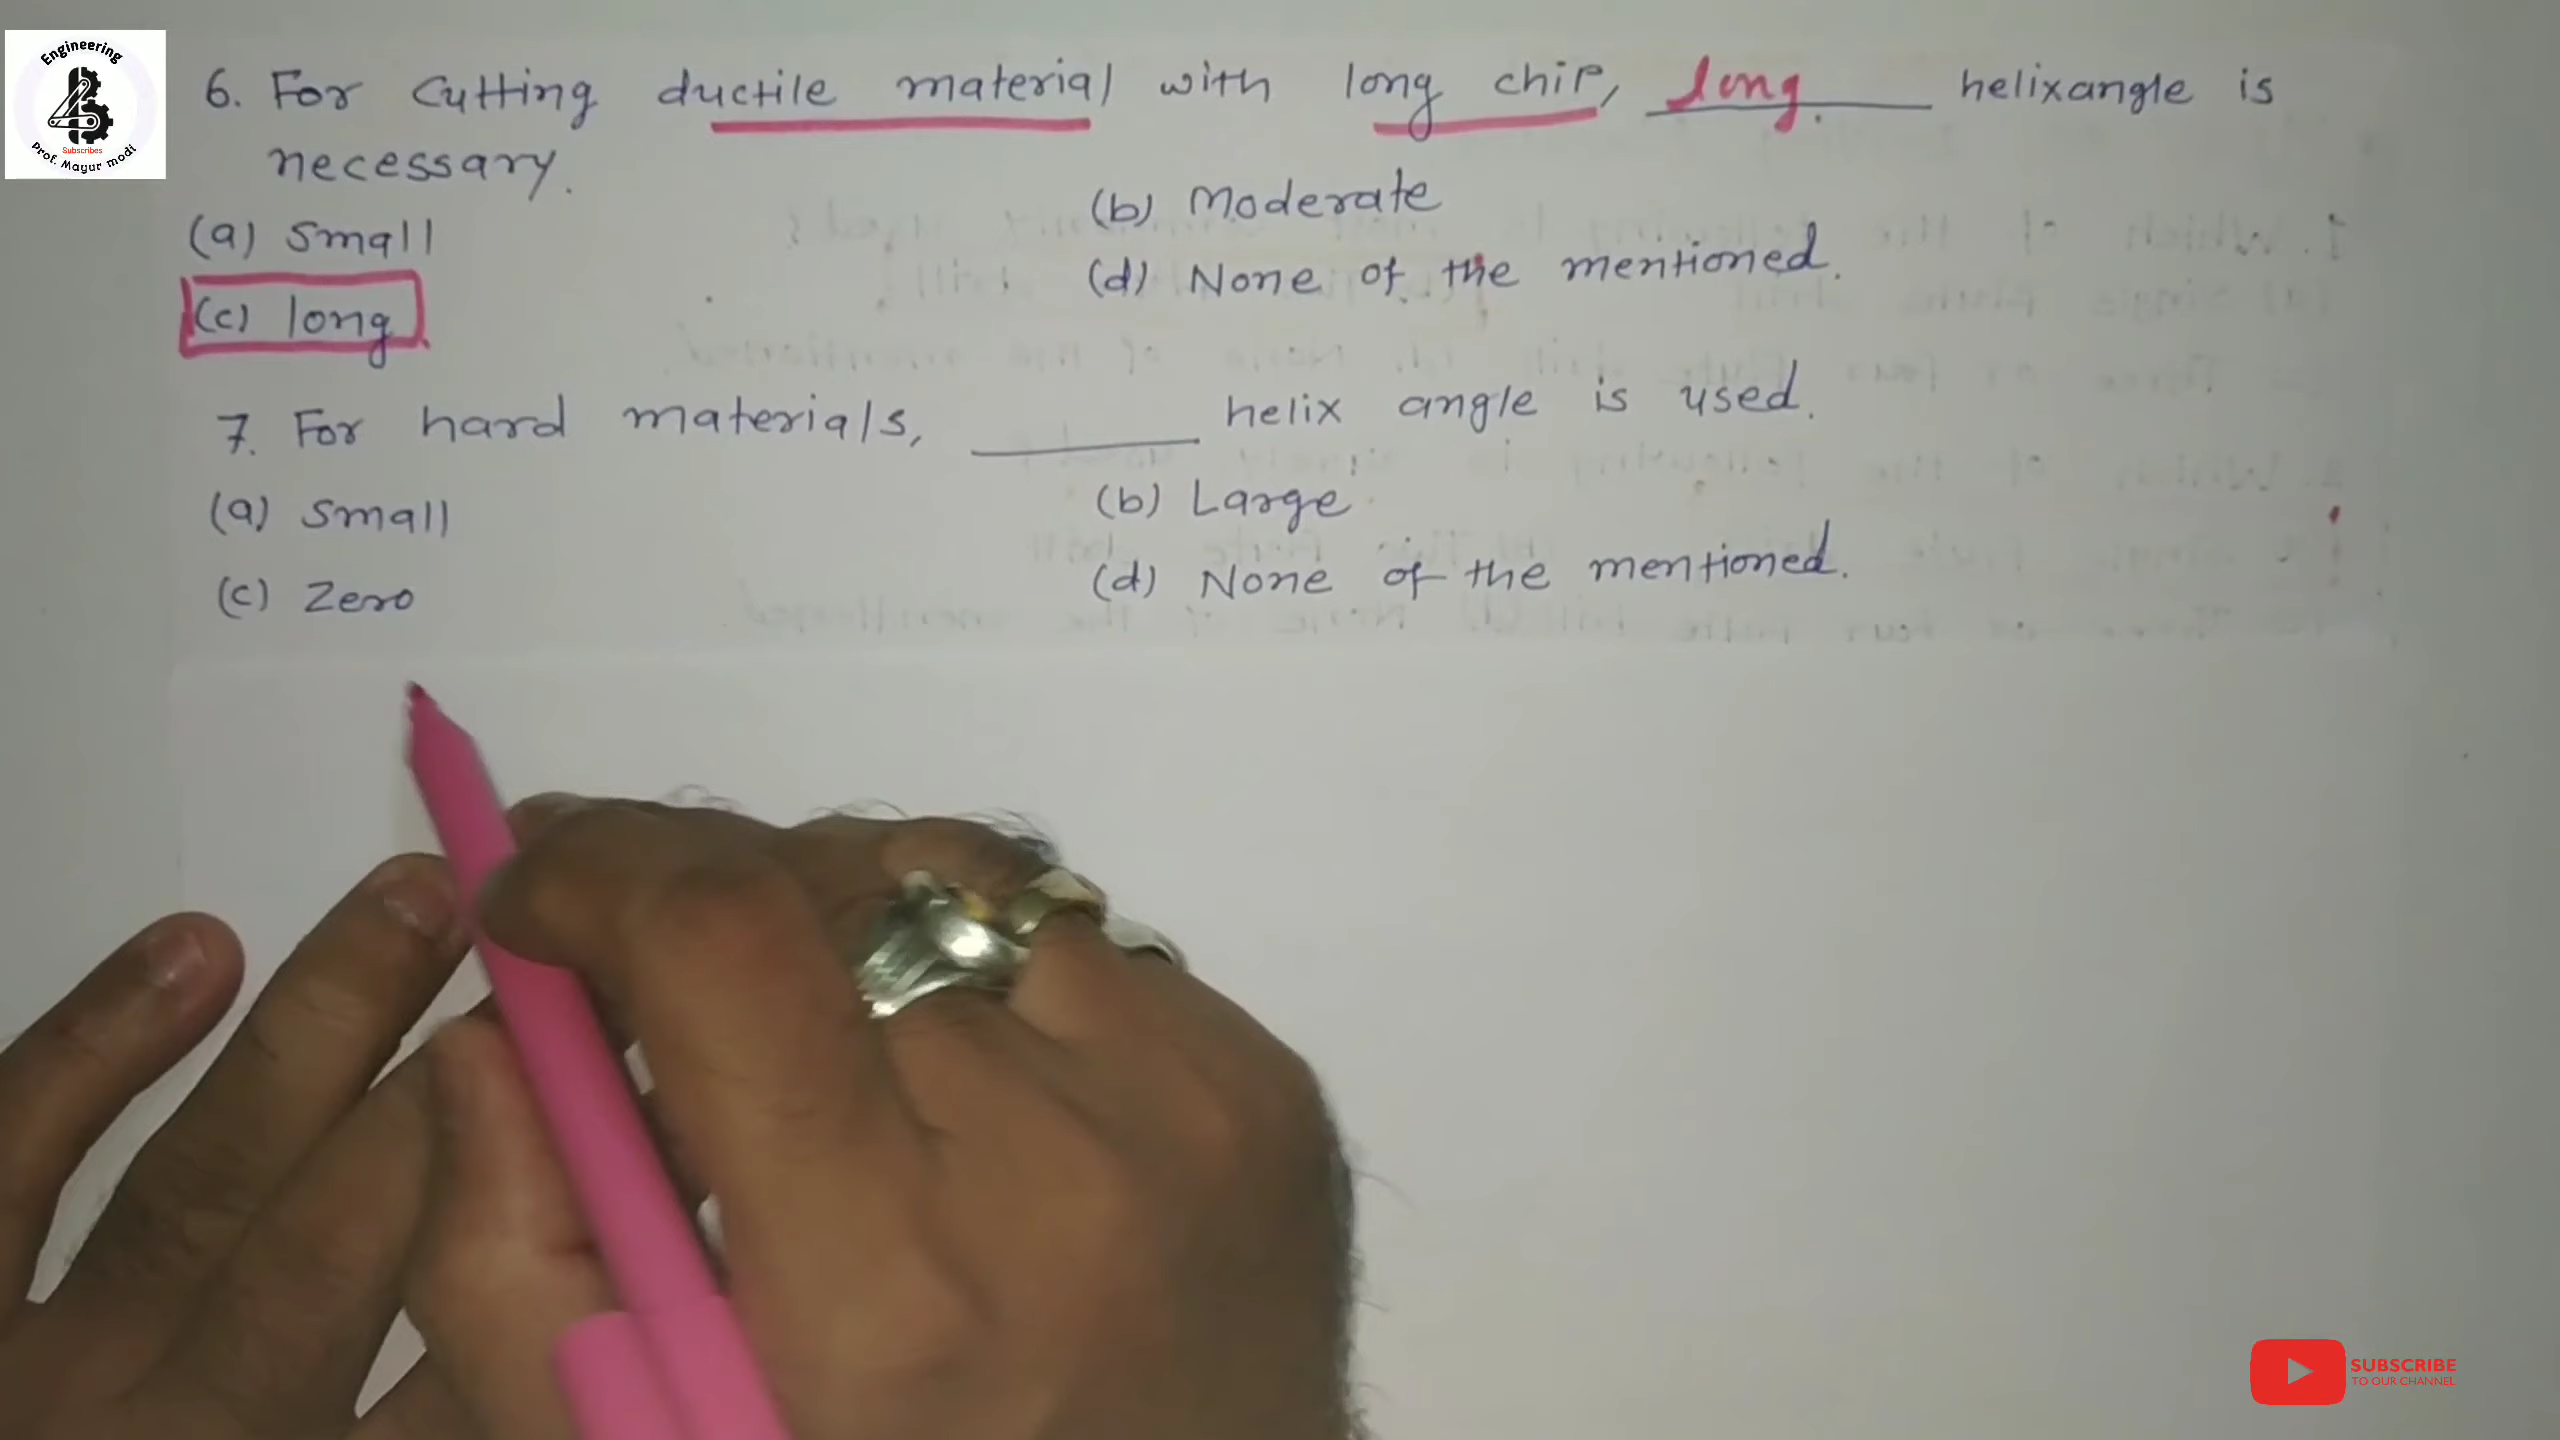 Engineering
Subscribes
Prof. Mayur modi
6. For Cutting ductile material with long chip, long helixangle is
necessary.
(a) Small
(b) Moderate
(c) long
(d) None of the mentioned.
7. For hard materials, ______ helix angle is used.
(a) Small
(b) Large
(c) Zero
(d) None of the mentioned.
SUBSCRIBE
TO OUR CHANNEL